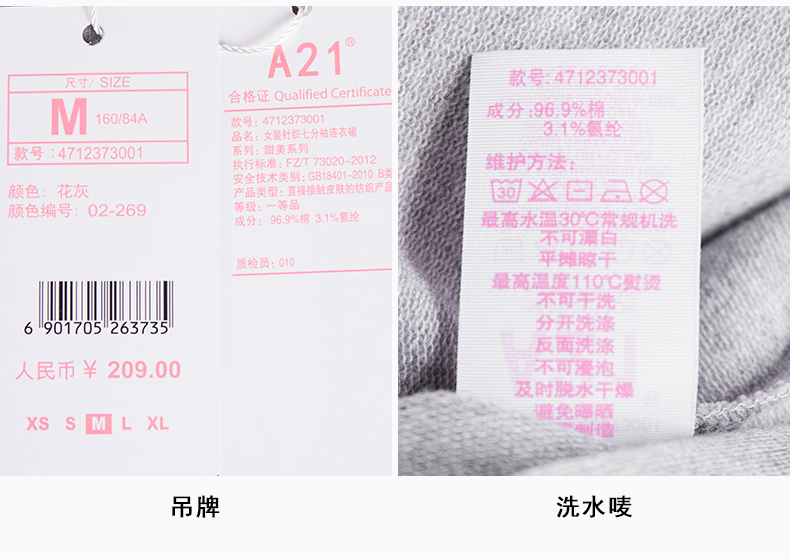 尺寸/ SIZE
M 160/84A
款号：4712373001
颜色：花灰
颜色编号：02-269
6 901705 263735
人民币 ¥ 209.00
XS S M L XL
A21®
合格证 Qualified Certificate
款号：4712373001
品名：女装针织七分袖连衣裙
系列：甜美系列
执行标准：FZ/T 73020-2012
安全技术类别：GB18401-2010 B类
产品类型：直接接触皮肤的纺织产品
等级：一等品
成分： 96.9%棉 3.1%氨纶
质检员：010
款号：4712373001
成分：96.9%棉
3.1%氨纶
维护方法：
30
最高水温30℃常规机洗
不可漂白
平摊晾干
最高温度110℃熨烫
不可干洗
分开洗涤
反面洗涤
不可浸泡
及时脱水干燥
避免曝晒
制造
吊牌
洗水唛